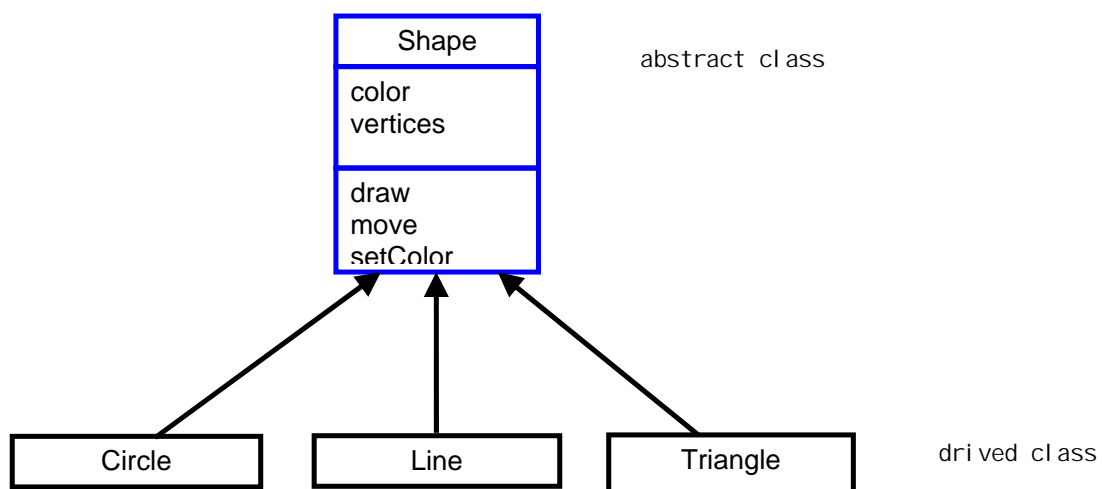 Shape
abstract class
color
vertices
draw
move
setColor
Circle
Line
Triangle
drived class